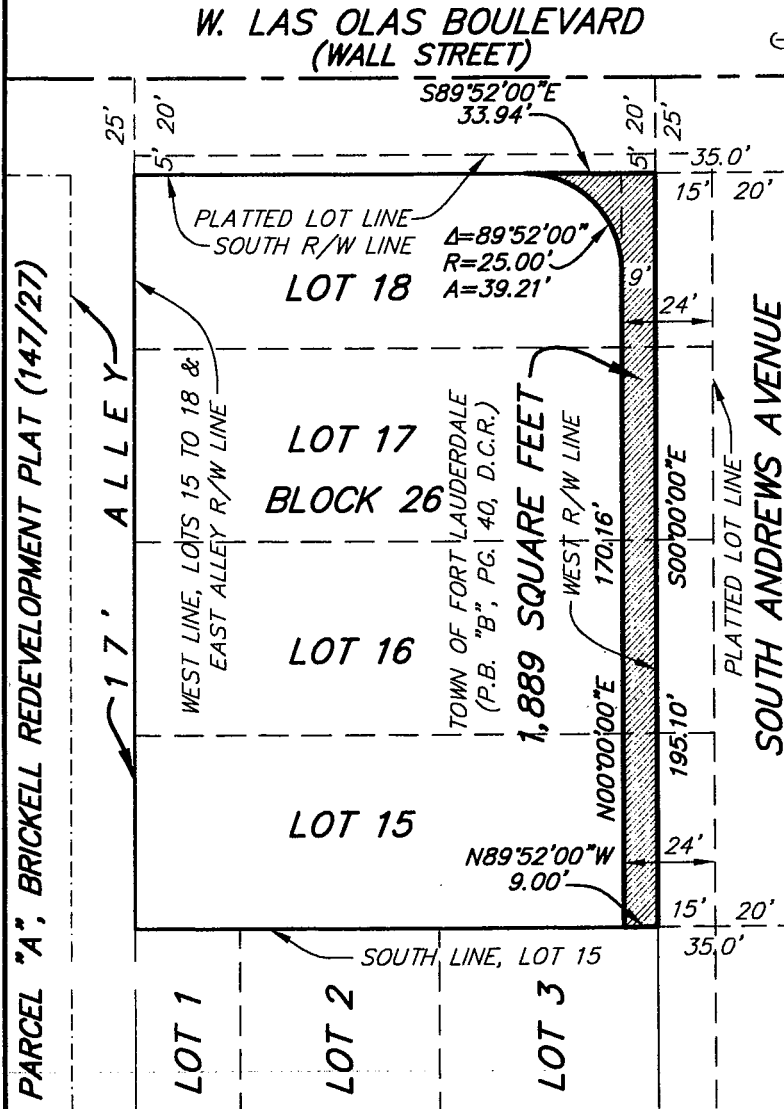 W. LAS OLAS BOULEVARD
(WALL STREET)
25'
20'
5'
S89°52'00"E
33.94'
20'
5'
25'
35.0'
15'
20'
PLATTED LOT LINE
SOUTH R/W LINE
Δ=89°52'00"
R=25.00'
A=39.21'
LOT 18
9'
24'
PARCEL "A", BRICKELL REDEVELOPMENT PLAT (147/27)
17' ALLEY
WEST LINE, LOTS 15 TO 18 &
EAST ALLEY R/W LINE
LOT 17
BLOCK 26
TOWN OF FORT LAUDERDALE
(P.B. "B", PG. 40, D.C.R.)
1,889 SQUARE FEET
WEST R/W LINE
N00°00'00"E
170.16'
S00°00'00"E
195.10'
PLATTED LOT LINE
SOUTH ANDREWS AVENUE
LOT 16
LOT 15
N89°52'00"W
9.00'
24'
15'
20'
35.0'
SOUTH LINE, LOT 15
LOT 1
LOT 2
LOT 3